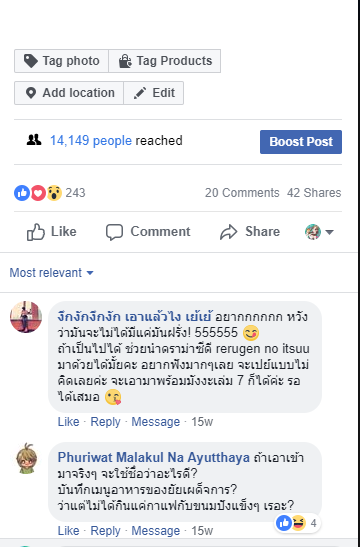 Tag photo
Tag Products
Add location
Edit
14,149 people reached
Boost Post
243
20 Comments 42 Shares
Like
Comment
Share
Most relevant
งึกงักงึกงัก เอาแล้วไง เย้เย้ อยากกกกกก หวัง
ว่ามันจะไม่ได้มีแค่มันฝรั่ง! 555555
ถ้าเป็นไปได้ ช่วยนำดราม่าซีดี rerugen no itsuu
มาด้วยได้มั้ยคะ อยากฟังมากๆเลย จะเปย์แบบไม่
คิดเลยค่ะ จะเอามาพร้อมมังงะเล่ม 7 ก็ได้ค่ะ รอ
ได้เสมอ
Like · Reply · Message · 15w
Phuriwat Malakul Na Ayutthaya ถ้าเอาเข้า
มาจริงๆ จะใช้ชื่อว่าอะไรดี?
บันทึกเมนูอาหารของยัยเผด็จการ?
ว่าแต่ไม่ได้กินแค่กาแฟกับขนมปังแข็งๆ เรอะ?
4
Like · Reply · Message · 15w